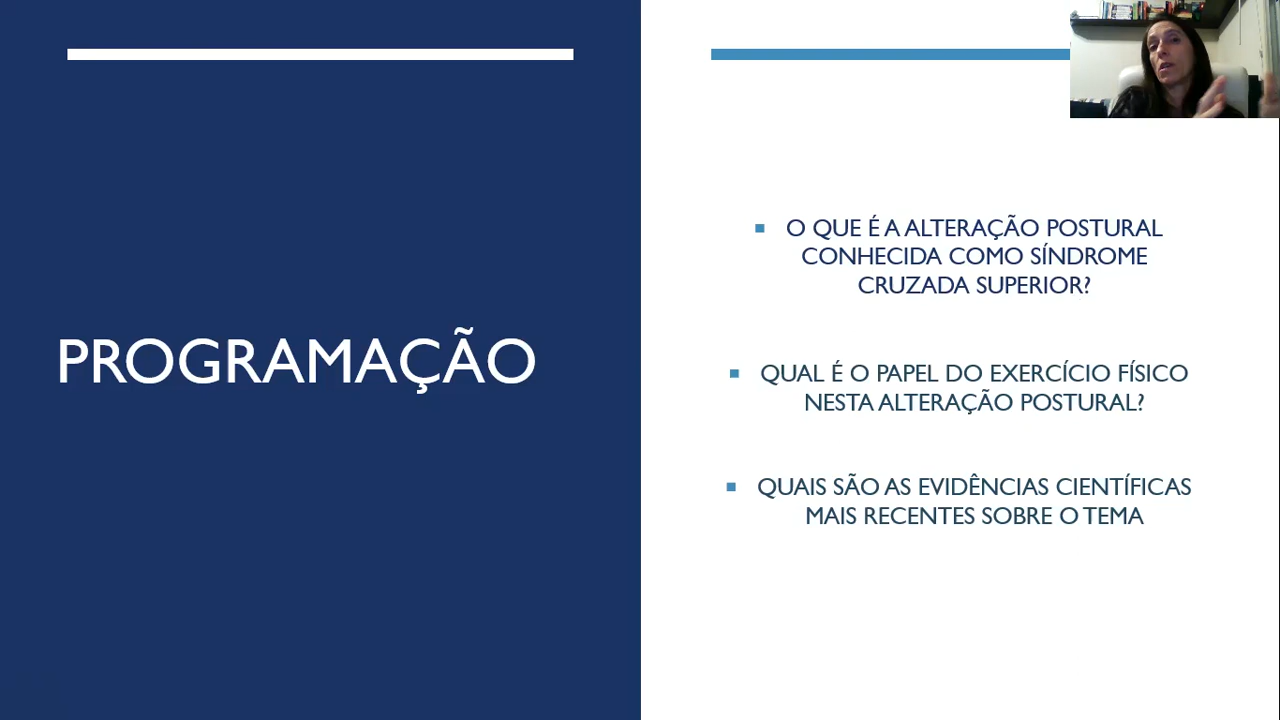 PROGRAMAÇÃO
O QUE É A ALTERAÇÃO POSTURAL
CONHECIDA COMO SÍNDROME
CRUZADA SUPERIOR?
QUAL É O PAPEL DO EXERCÍCIO FÍSICO
NESTA ALTERAÇÃO POSTURAL?
QUAIS SÃO AS EVIDÊNCIAS CIENTÍFICAS
MAIS RECENTES SOBRE O TEMA